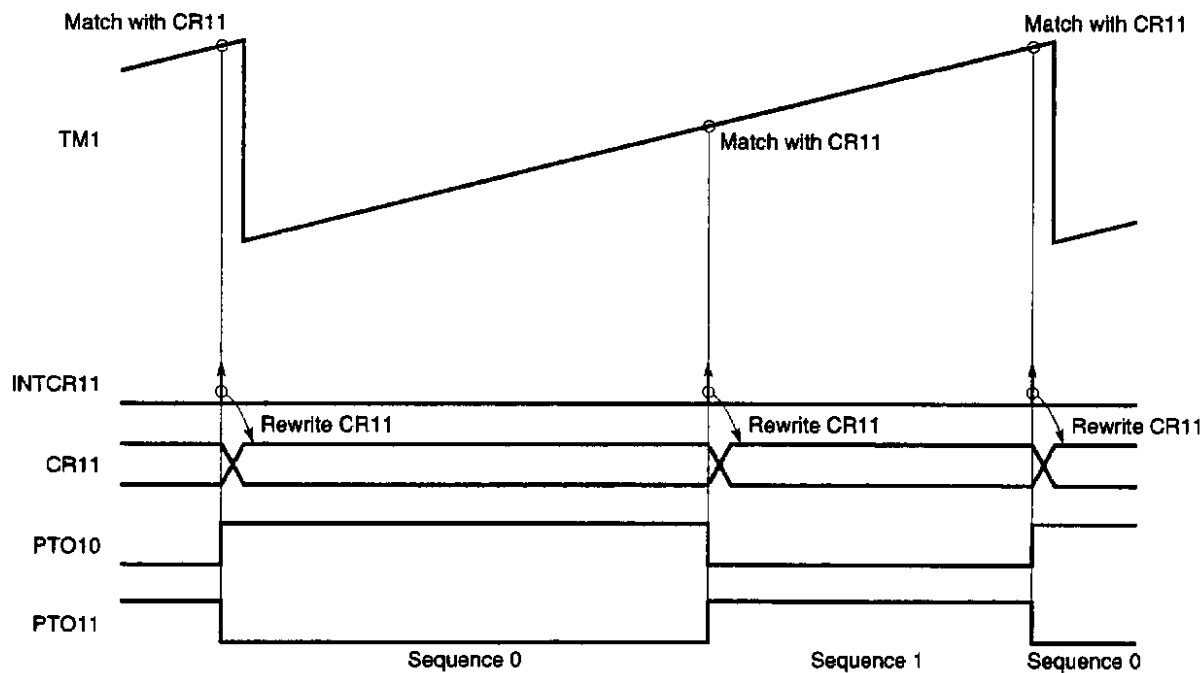 Match with CR11
Match with CR11
TM1
Match with CR11
INTCR11
Rewrite CR11
Rewrite CR11
Rewrite CR11
CR11
PTO10
PTO11
Sequence 0
Sequence 1
Sequence 0